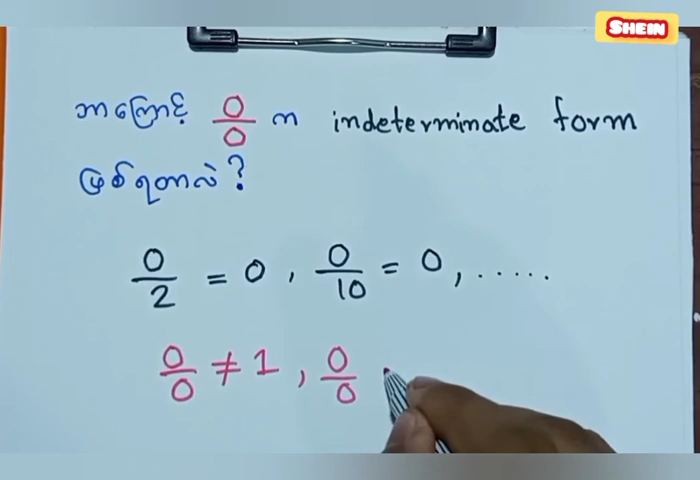 SHEIN
ဘာကြောင့် 0/0 က indeterminate form
ဖြစ်ရတာလဲ?
0/2 = 0, 0/10 = 0, .....
0/0 ≠ 1, 0/0